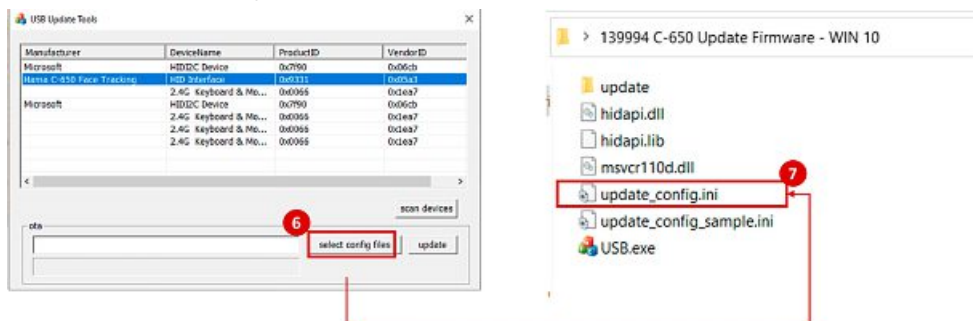 USB Update Tools
Manufacturer DeviceName ProductID VendorID
Microsoft HIDI2C Device 0x7f90 0x06cb
Hama C-650 Face Tracking HID Interface 0x9331 0x05a3
2.4G Keyboard & Mo... 0x0066 0x1ea7
Microsoft HIDI2C Device 0x7f90 0x06cb
2.4G Keyboard & Mo... 0x0066 0x1ea7
2.4G Keyboard & Mo... 0x0066 0x1ea7
2.4G Keyboard & Mo... 0x0066 0x1ea7
scan devices
ota
6
select config files
update
139994 C-650 Update Firmware - WIN 10
update
hidapi.dll
hidapi.lib
msvcr110d.dll
7
update_config.ini
update_config_sample.ini
USB.exe